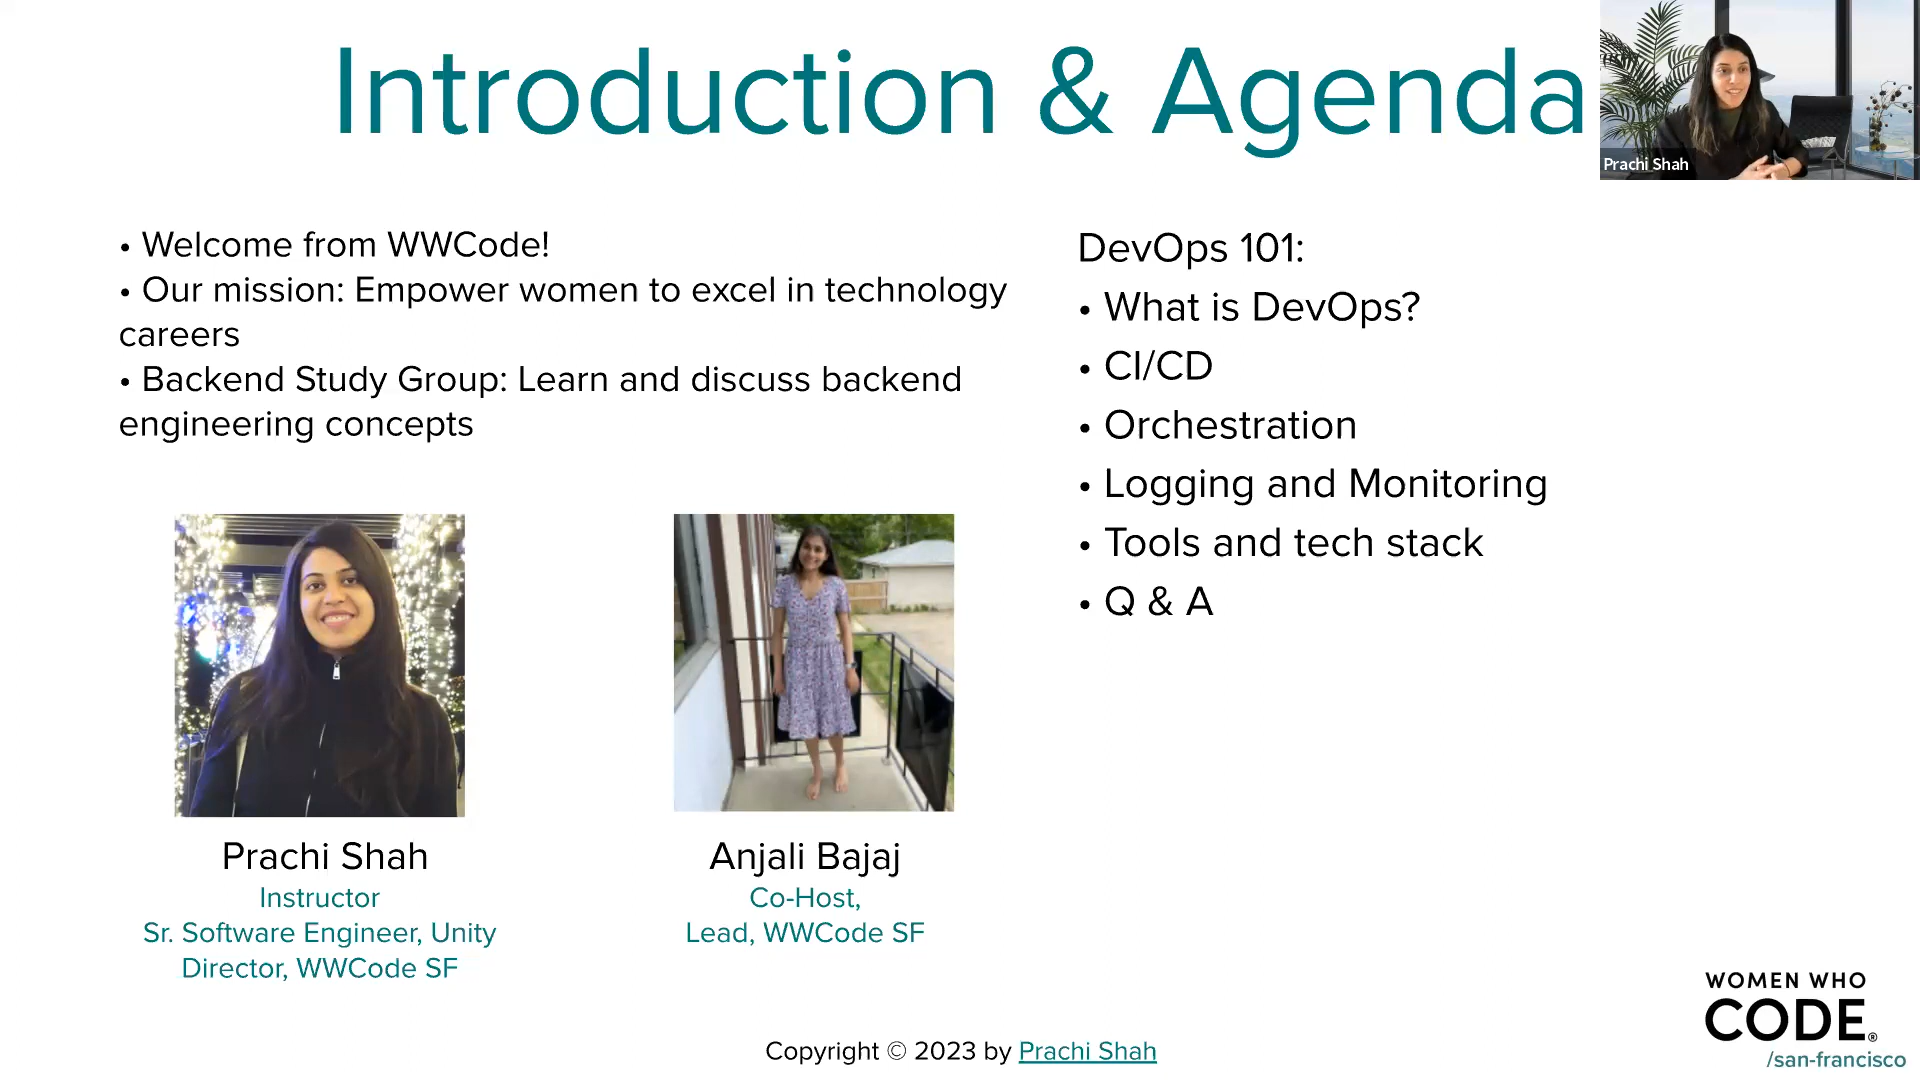 Introduction & Agenda
Prachi Shah
• Welcome from WWCode!
• Our mission: Empower women to excel in technology
careers
• Backend Study Group: Learn and discuss backend
engineering concepts
DevOps 101:
• What is DevOps?
• CI/CD
• Orchestration
• Logging and Monitoring
• Tools and tech stack
• Q & A
Prachi Shah
Instructor
Sr. Software Engineer, Unity
Director, WWCode SF
Anjali Bajaj
Co-Host,
Lead, WWCode SF
Copyright © 2023 by Prachi Shah
WOMEN WHO
CODE®
/san-francisco